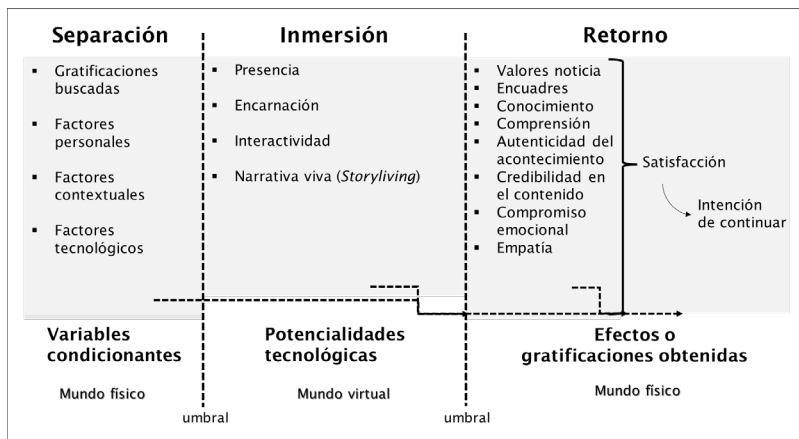 Separación
Inmersión
Retorno
▪ Gratificaciones
buscadas
▪ Factores
personales
▪ Factores
contextuales
▪ Factores
tecnológicos
▪ Presencia
▪ Encarnación
▪ Interactividad
▪ Narrativa viva (Storyliving)
▪ Valores noticia
▪ Encuadres
▪ Conocimiento
▪ Comprensión
▪ Autenticidad del
acontecimiento
▪ Credibilidad en
el contenido
▪ Compromiso
emocional
▪ Empatía
Satisfacción
Intención
de continuar
Variables
condicionantes
Potencialidades
tecnológicas
Efectos o
gratificaciones obtenidas
Mundo físico
Mundo virtual
Mundo físico
umbral
umbral